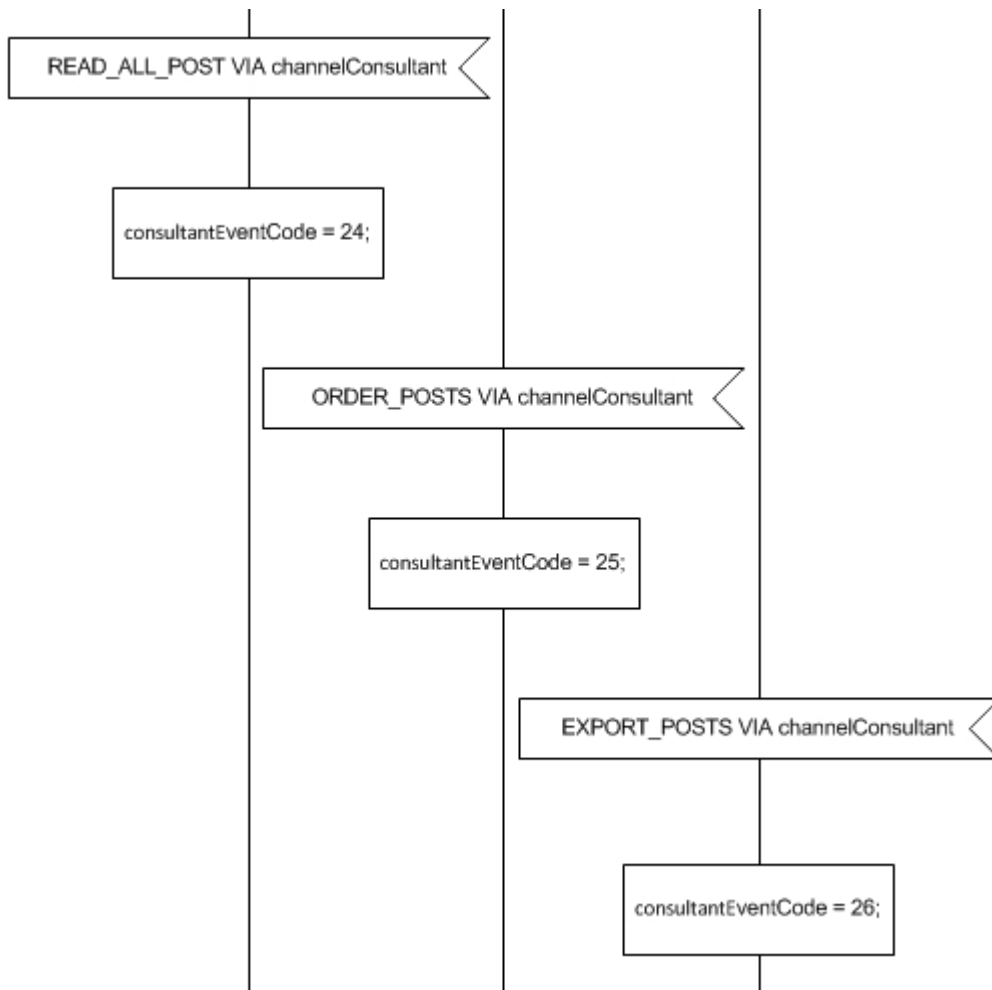 READ_ALL_POST VIA channelConsultant
consultantEventCode = 24;
ORDER_POSTS VIA channelConsultant
consultantEventCode = 25;
EXPORT_POSTS VIA channelConsultant
consultantEventCode = 26;